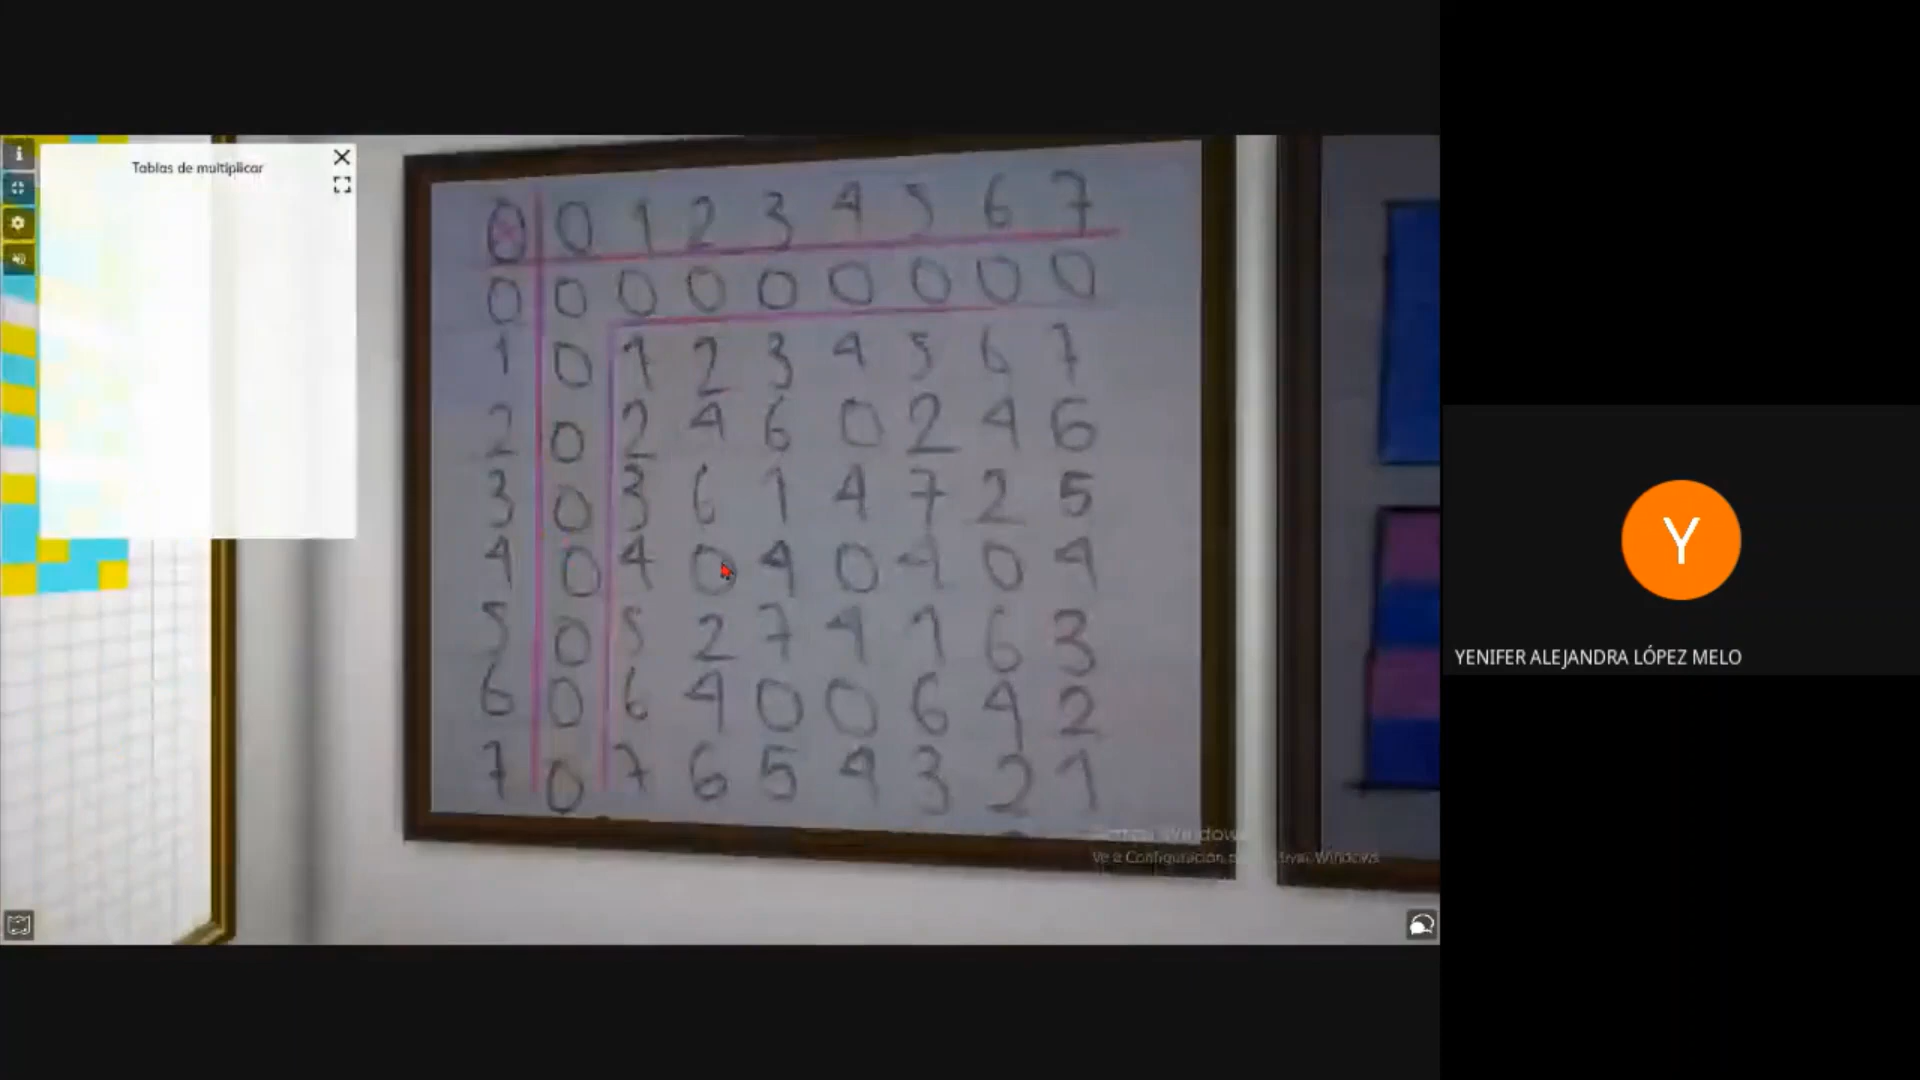 Tablas de multiplicar
⊗ 0 1 2 3 4 5 6 7
0 0 0 0 0 0 0 0 0
1 0 1 2 3 4 5 6 7
2 0 2 4 6 0 2 4 6
3 0 3 6 1 4 7 2 5
4 0 4 0 4 0 4 0 4
5 0 5 2 7 4 1 6 3
6 0 6 4 0 0 6 4 2
7 0 7 6 5 4 3 2 1
Windows
Ve a Configuración Windows
Y
YENIFER ALEJANDRA LÓPEZ MELO